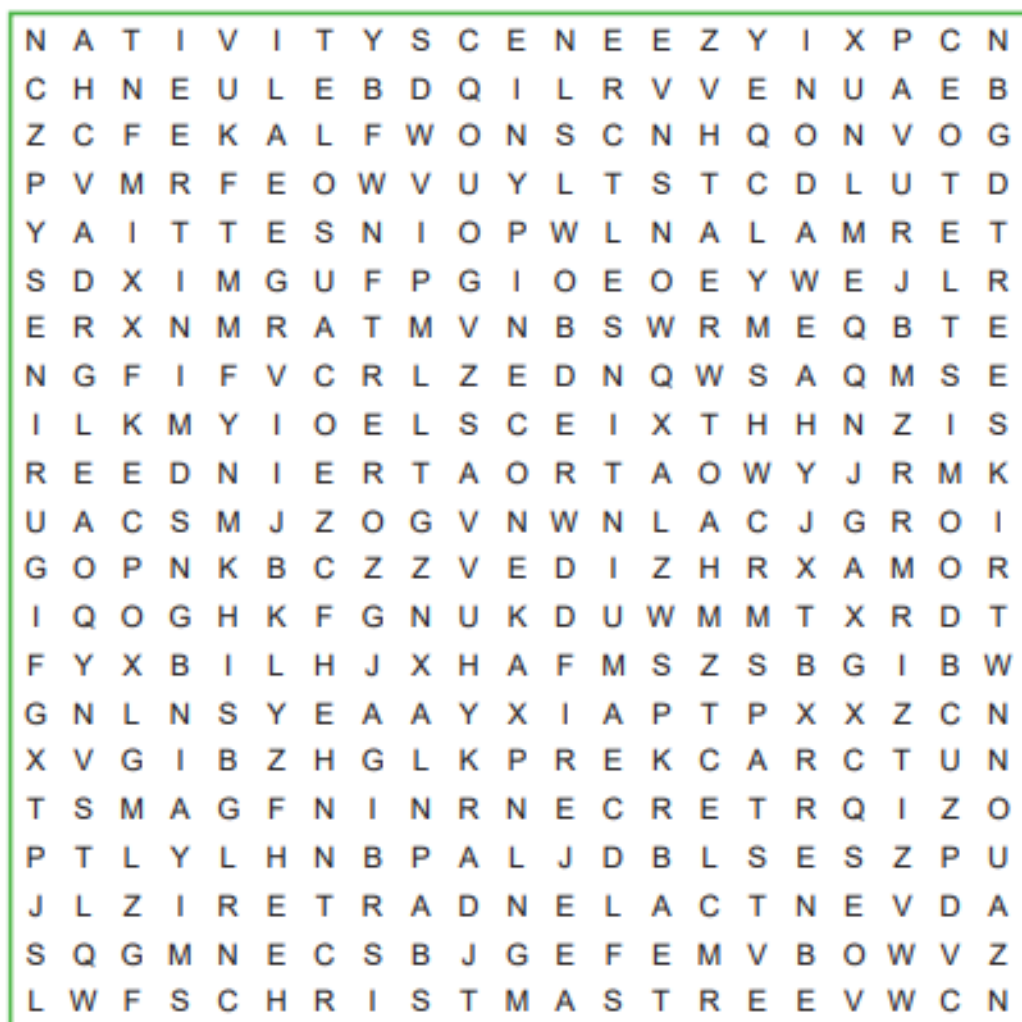 N A T I V I T Y S C E N E E Z Y I X P C N
C H N E U L E B D Q I L R V V E N U A E B
Z C F E K A L F W O N S C N H Q O N V O G
P V M R F E O W V U Y L T S T C D L U T D
Y A I T T E S N I O P W L N A L A M R E T
S D X I M G U F P G I O E O E Y W E J L R
E R X N M R A T M V N B S W R M E Q B T E
N G F I F V C R L Z E D N Q W S A Q M S E
I L K M Y I O E L S C E I X T H H N Z I S
R E E D N I E R T A O R T A O W Y J R M K
U A C S M J Z O G V N W N L A C J G R O I
G O P N K B C Z Z V E D I Z H R X A M O R
I Q O G H K F G N U K D U W M M T X R D T
F Y X B I L H J X H A F M S Z S B G I B W
G N L N S Y E A A Y X I A P T P X X Z C N
X V G I B Z H G L K P R E K C A R C T U N
T S M A G F N I N R N E C R E T R Q I Z O
P T L Y L H N B P A L J D B L S E S Z P U
J L Z I R E T R A D N E L A C T N E V D A
S Q G M N E C S B J G E F E M V B O W V Z
L W F S C H R I S T M A S T R E E V W C N